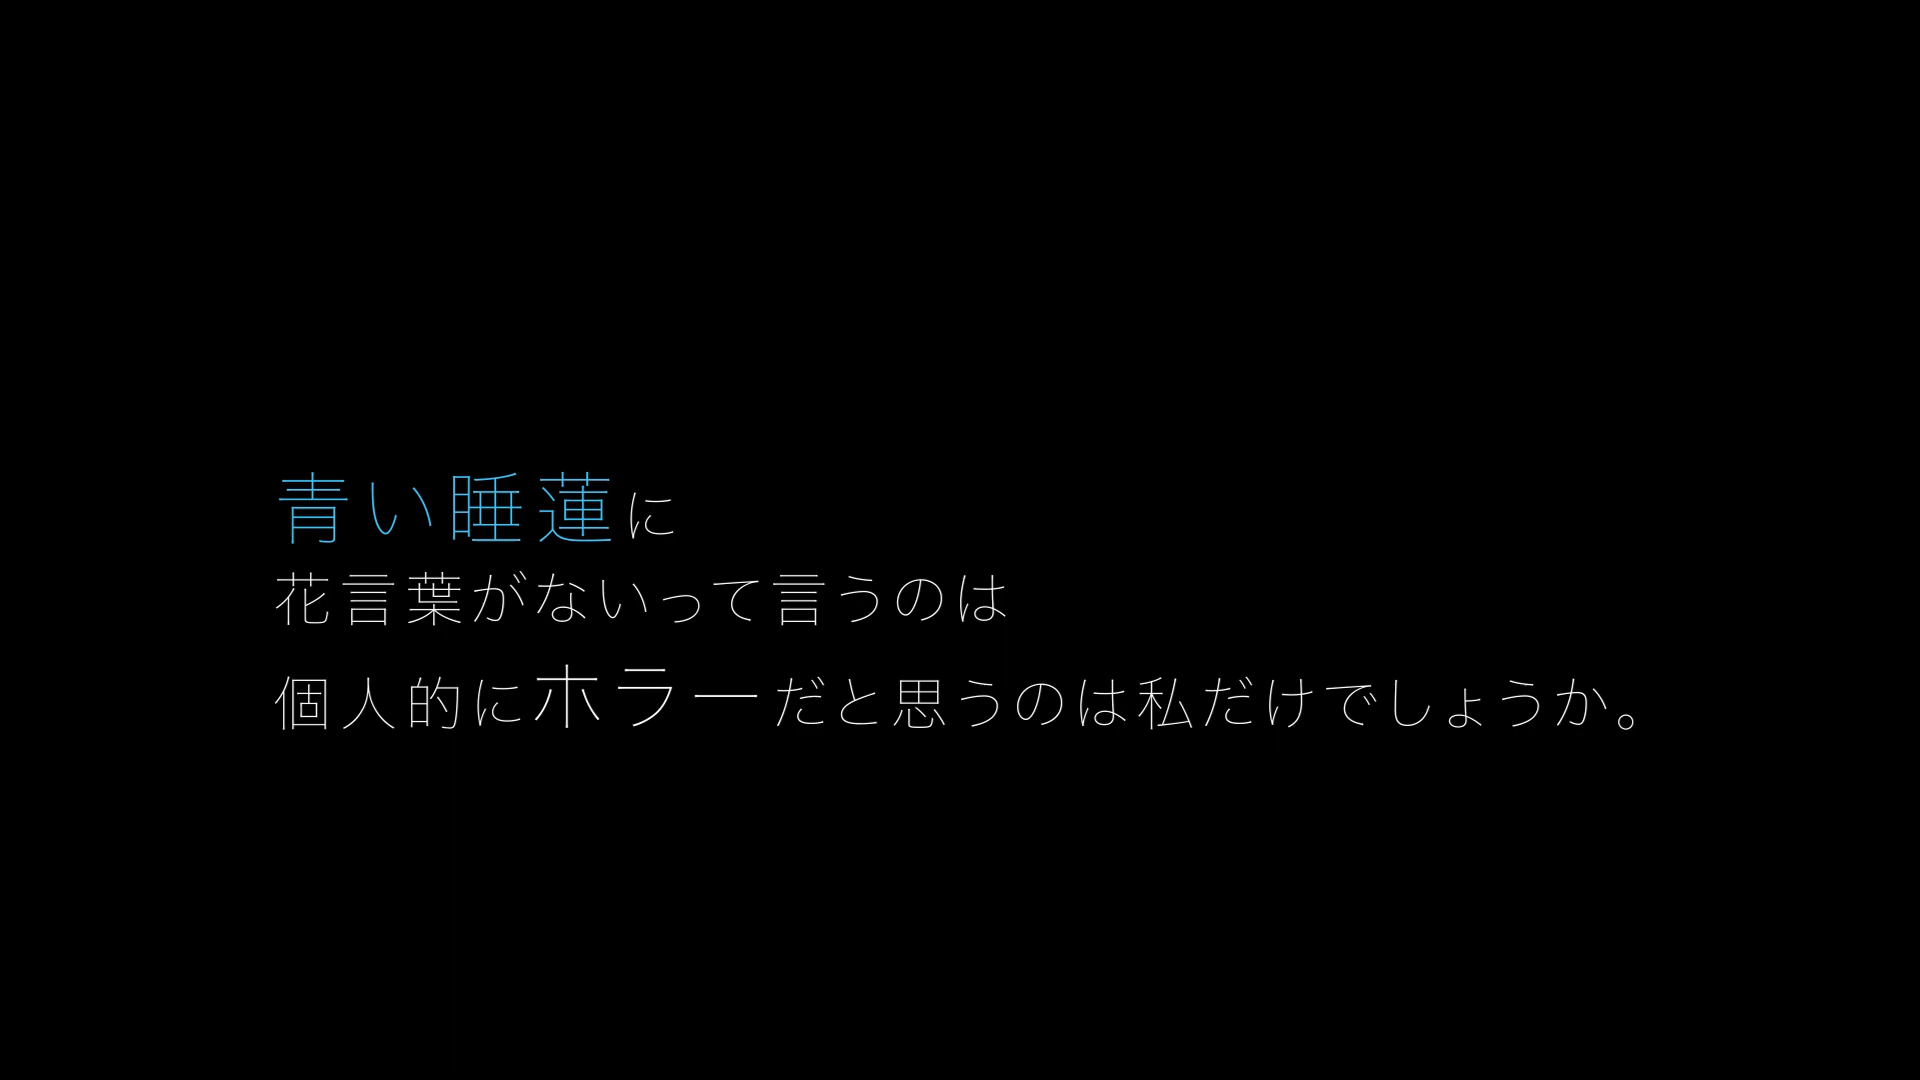 青い睡蓮に
花言葉がないって言うのは
個人的にホラーだと思うのは私だけでしょうか。